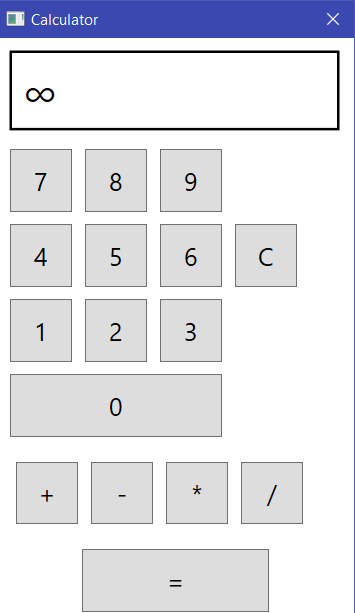 Calculator
∞
7 8 9
4 5 6 C
1 2 3
0
+ - * /
=